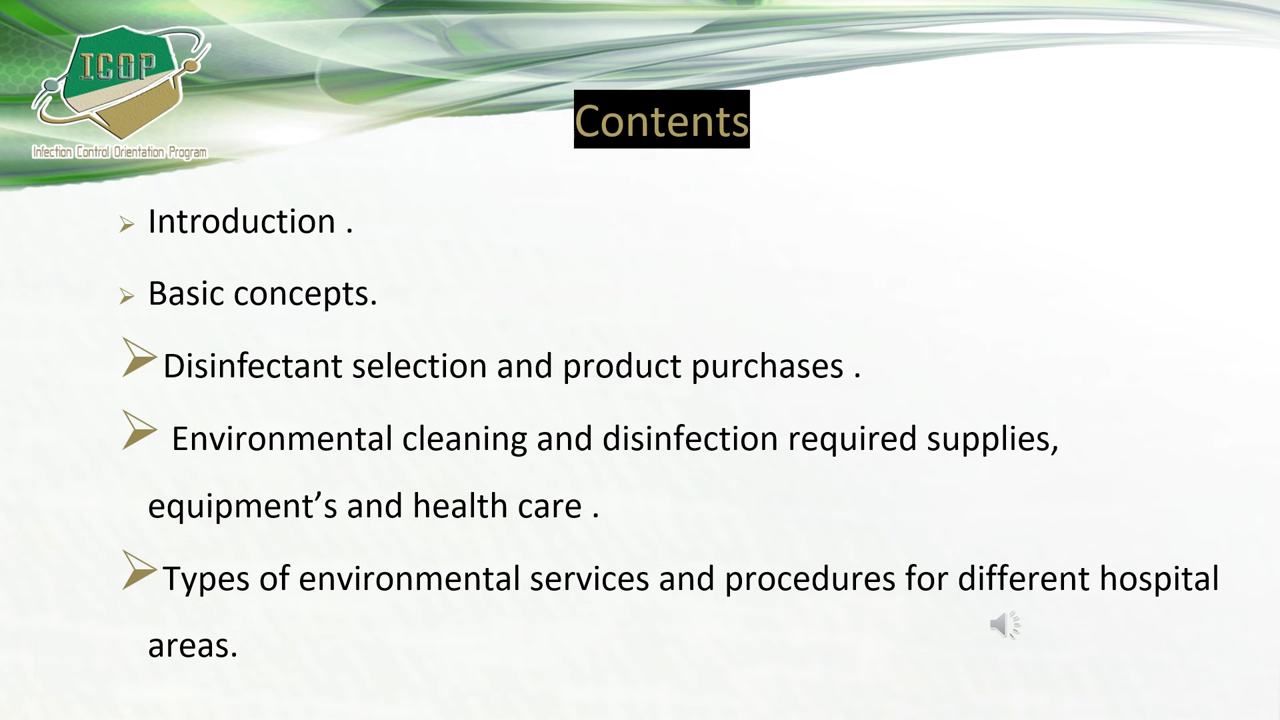 ICOP
Infection Control Orientation Program
Contents
Introduction .
Basic concepts.
Disinfectant selection and product purchases .
Environmental cleaning and disinfection required supplies,
equipment’s and health care .
Types of environmental services and procedures for different hospital
areas.